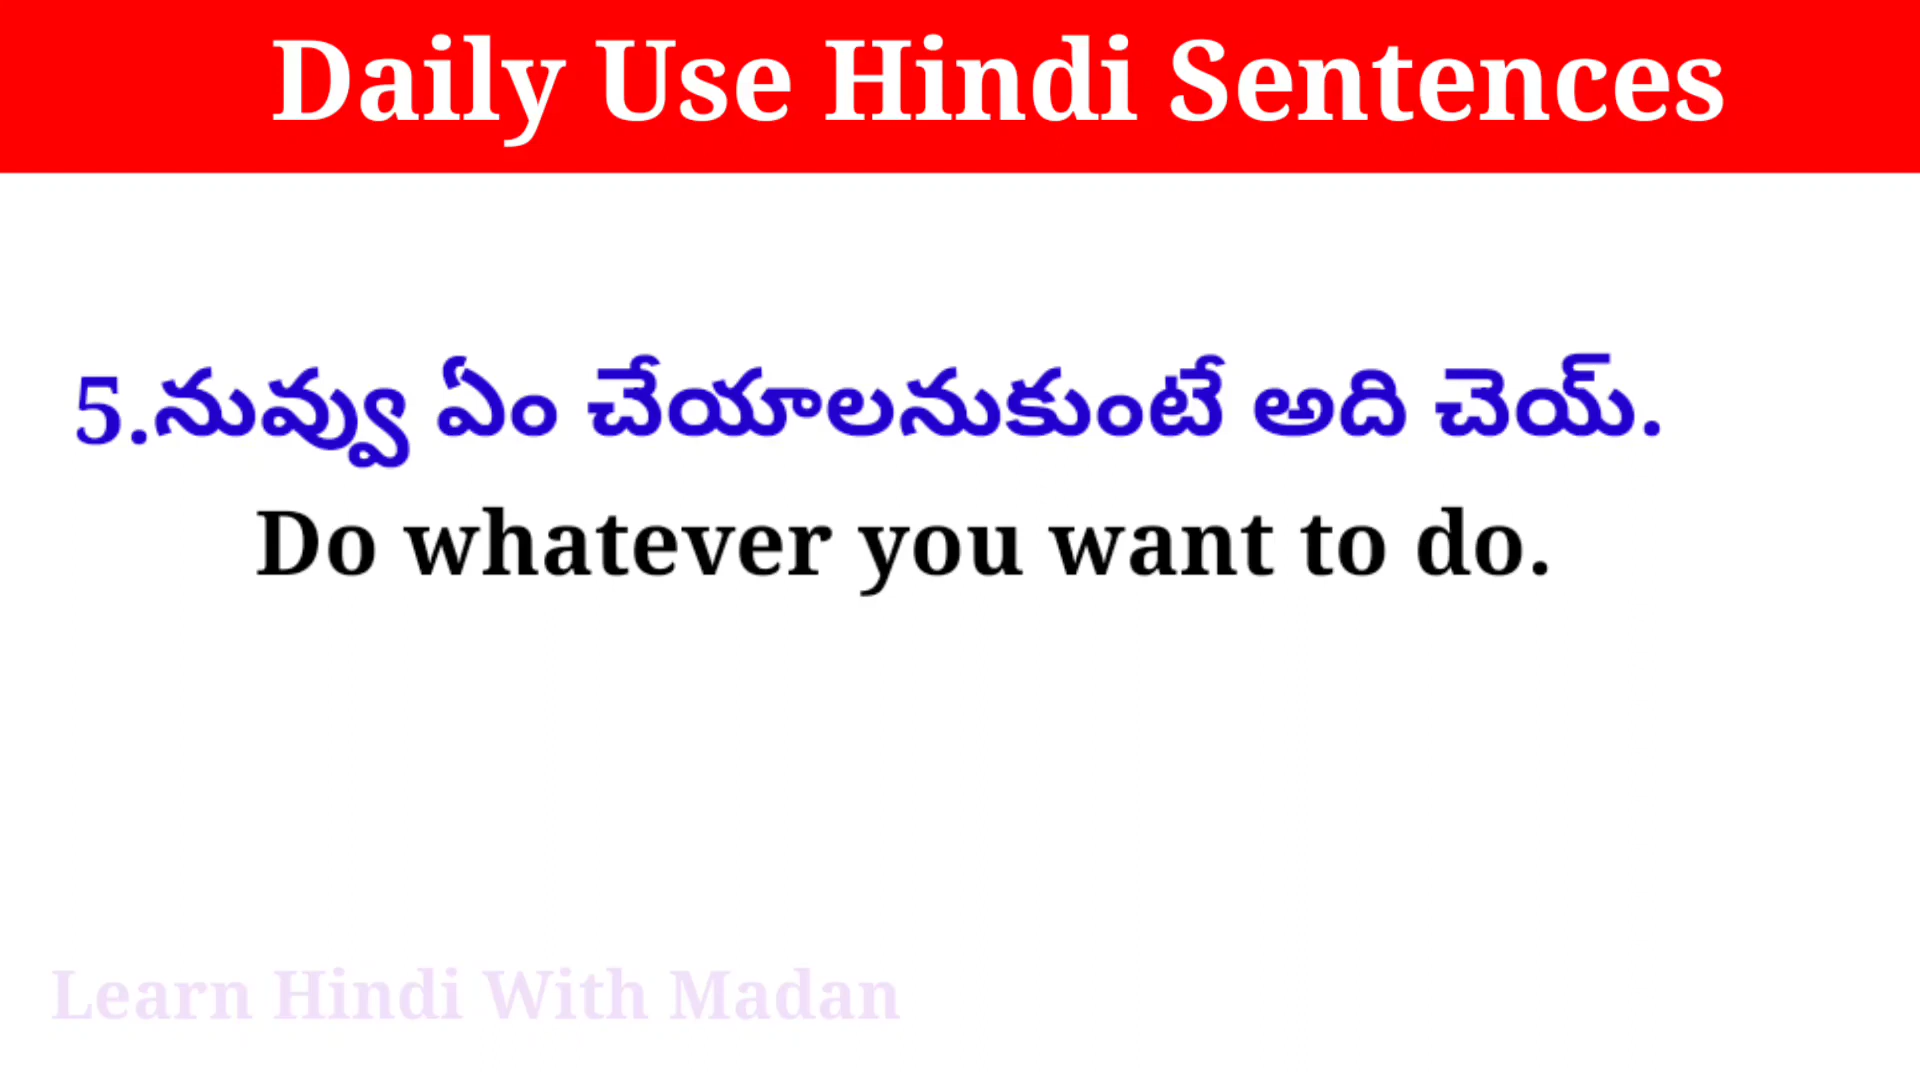 Daily Use Hindi Sentences
5.నువ్వు ఏం చేయాలనుకుంటే అది చెయ్.
Do whatever you want to do.
Learn Hindi With Madan